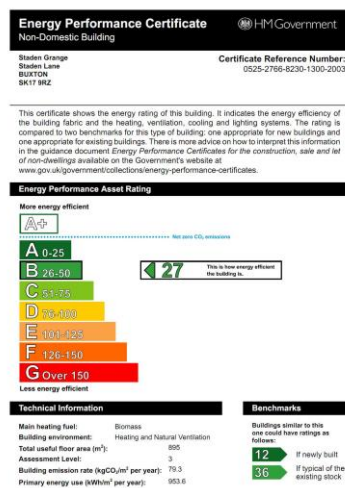 Energy Performance Certificate
Non-Domestic Building
HM Government
Staden Grange
Staden Lane
BUXTON
SK17 9RZ
Certificate Reference Number:
0525-2766-8230-1300-2003
This certificate shows the energy rating of this building. It indicates the energy efficiency of
the building fabric and the heating, ventilation, cooling and lighting systems. The rating is
compared to two benchmarks for this type of building: one appropriate for new buildings and
one appropriate for existing buildings. There is more advice on how to interpret this information
in the guidance document Energy Performance Certificates for the construction, sale and let
of non-dwellings available on the Government's website at
www.gov.uk/government/collections/energy-performance-certificates.
Energy Performance Asset Rating
More energy efficient
A+
Net zero CO₂ emissions
A 0-25
B 26-50
27
This is how energy efficient
the building is.
C 51-75
D 76-100
E 101-125
F 126-150
G Over 150
Less energy efficient
Technical Information
Main heating fuel: Biomass
Building environment: Heating and Natural Ventilation
Total useful floor area (m²): 895
Assessment Level: 3
Building emission rate (kgCO₂/m² per year): 79.3
Primary energy use (kWh/m² per year): 953.6
Benchmarks
Buildings similar to this
one could have ratings as
follows:
12 If newly built
36 If typical of the
existing stock